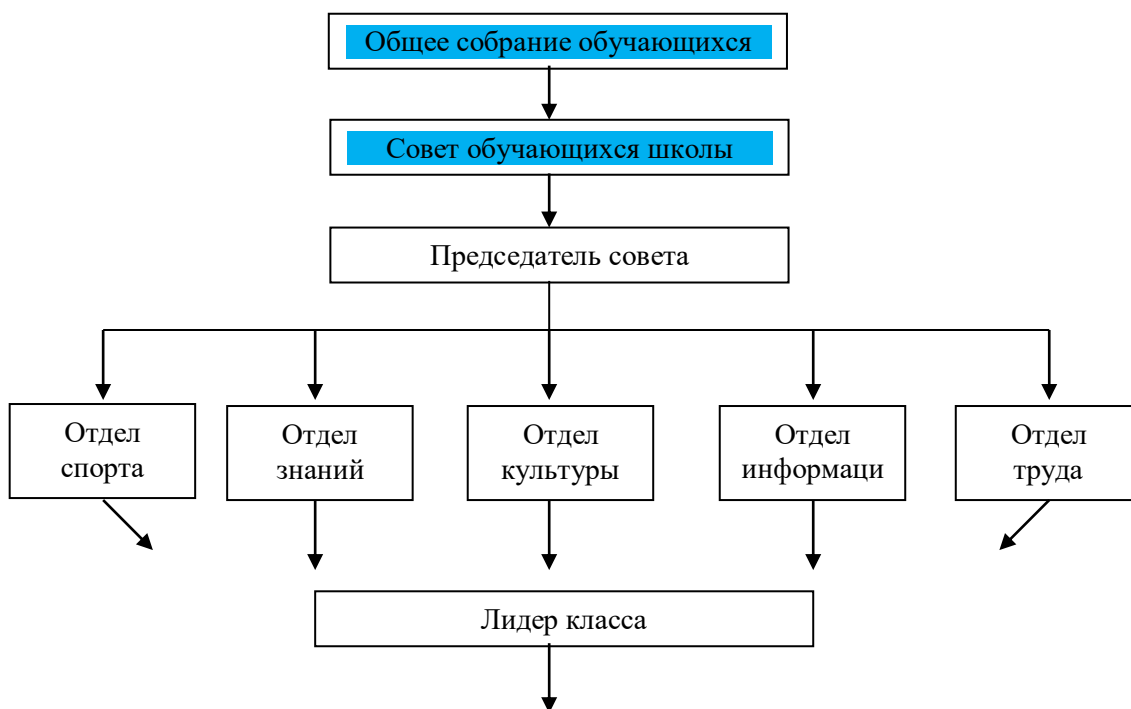 Общее собрание обучающихся
Совет обучающихся школы
Председатель совета
Отдел
спорта
Отдел
знаний
Отдел
культуры
Отдел
информаци
Отдел
труда
Лидер класса